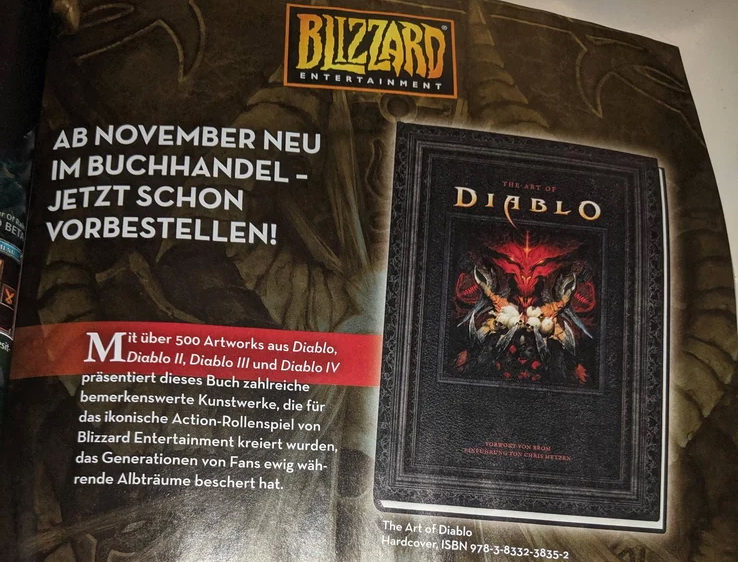 BLIZZARD
ENTERTAINMENT
AB NOVEMBER NEU
IM BUCHHANDEL –
JETZT SCHON
VORBESTELLEN!
Mit über 500 Artworks aus Diablo,
Diablo II, Diablo III und Diablo IV
präsentiert dieses Buch zahlreiche
bemerkenswerte Kunstwerke, die für
das ikonische Action-Rollenspiel von
Blizzard Entertainment kreiert wurden,
das Generationen von Fans ewig wäh-
rende Albträume beschert hat.
THE ART OF
DIABLO
VORWORT VON BROM
EINFÜHRUNG VON CHRIS METZEN
The Art of Diablo
Hardcover, ISBN 978-3-8332-3835-2